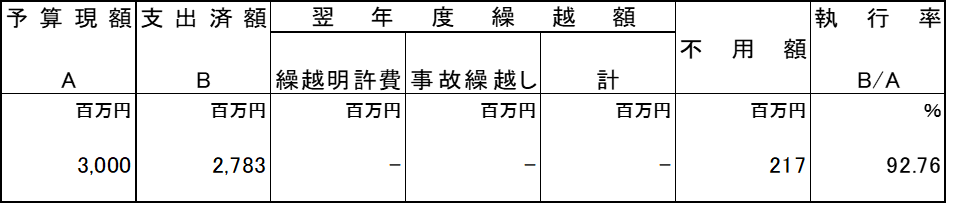 予算現額 支出済額 翌年度繰越額 不用額 執行率
A B 繰越明許費 事故繰越し 計 B/A
百万円 百万円 百万円 百万円 百万円 百万円 %
3,000 2,783 － － － 217 92.76